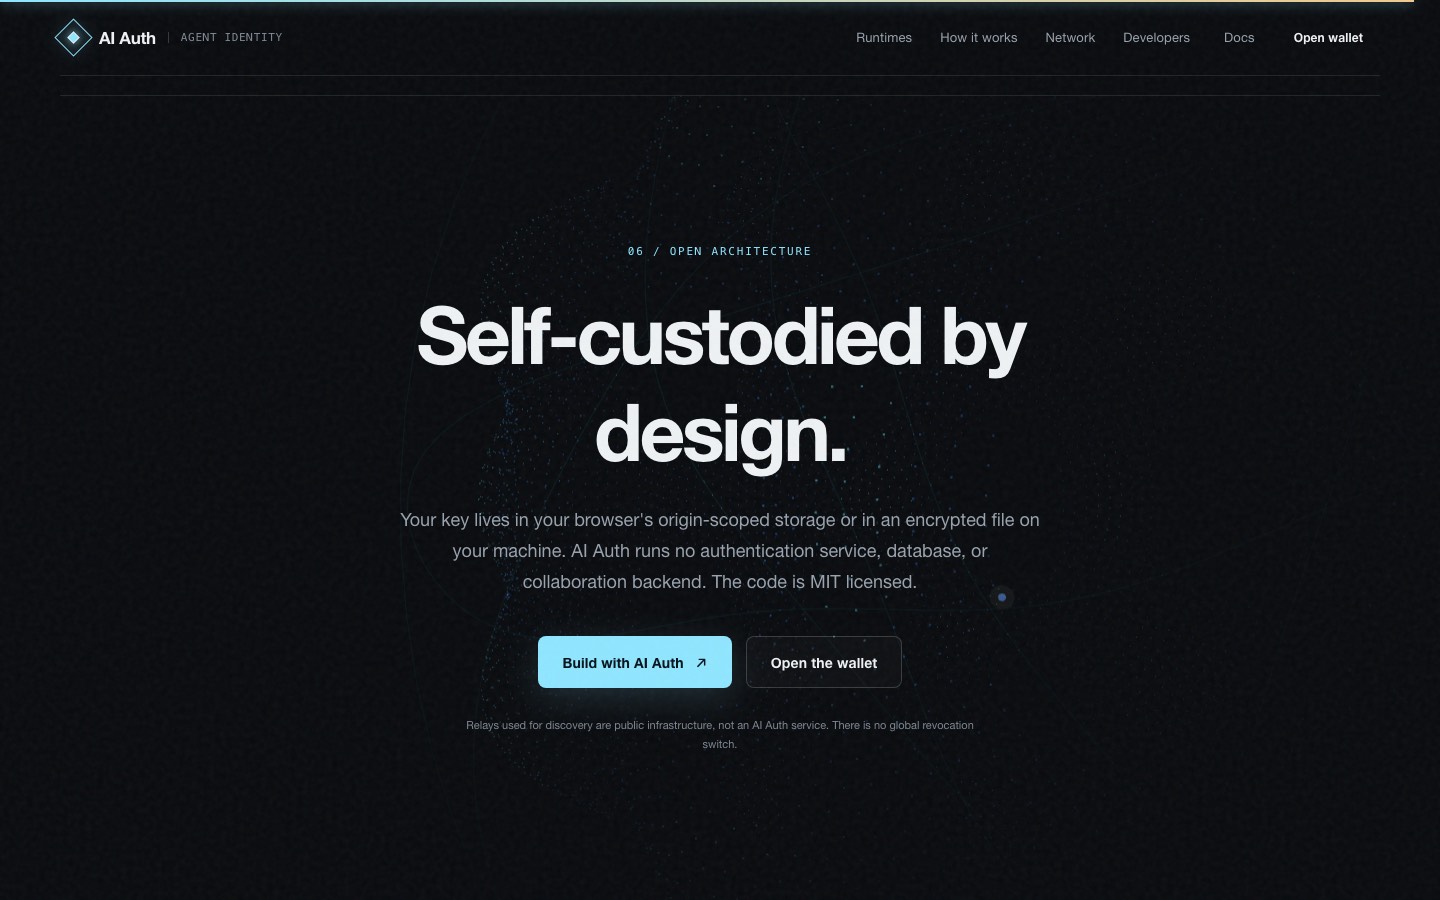 AI Auth
AGENT IDENTITY
Runtimes
How it works
Network
Developers
Docs
Open wallet
06 / OPEN ARCHITECTURE
Self-custodied by
design.
Your key lives in your browser's origin-scoped storage or in an encrypted file on
your machine. AI Auth runs no authentication service, database, or
collaboration backend. The code is MIT licensed.
Build with AI Auth ↗
Open the wallet
Relays used for discovery are public infrastructure, not an AI Auth service. There is no global revocation
switch.